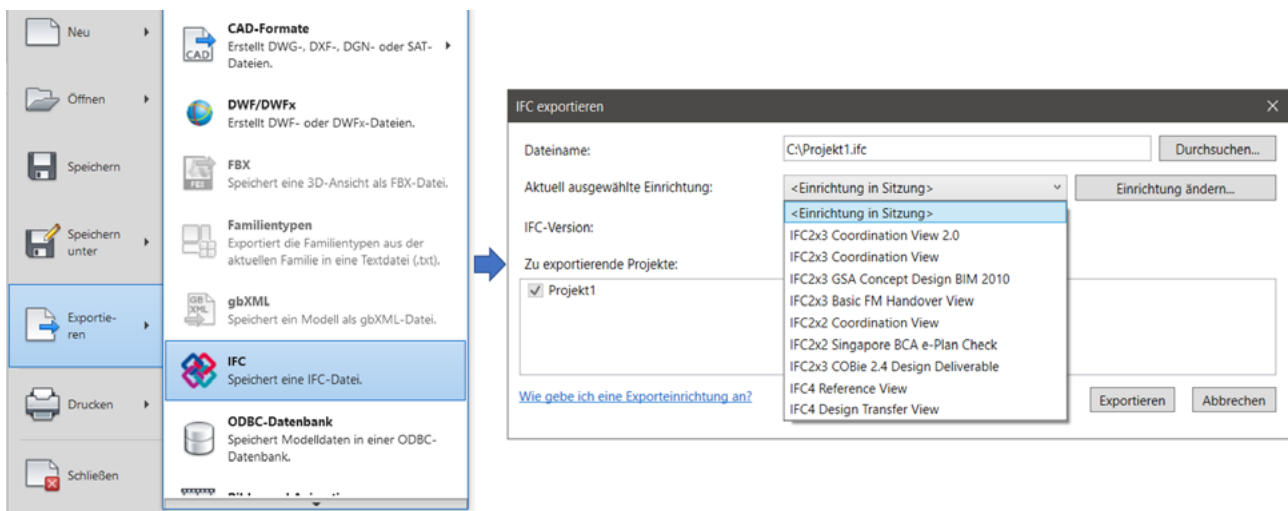 Neu
Öffnen
Speichern
Speichern
unter
Exportie-
ren
Drucken
Schließen
CAD-Formate
Erstellt DWG-, DXF-, DGN- oder SAT-
Dateien.
CAD
DWF/DWFx
Erstellt DWF- oder DWFx-Dateien.
FBX
Speichert eine 3D-Ansicht als FBX-Datei.
Familientypen
Exportiert die Familientypen aus der
aktuellen Familie in eine Textdatei (.txt).
gbXML
Speichert ein Modell als gbXML-Datei.
IFC
Speichert eine IFC-Datei.
ODBC-Datenbank
Speichert Modelldaten in einer ODBC-
Datenbank.
IFC exportieren
Dateiname:
C:\Projekt1.ifc
Durchsuchen...
Aktuell ausgewählte Einrichtung:
<Einrichtung in Sitzung>
Einrichtung ändern...
IFC-Version:
Zu exportierende Projekte:
Projekt1
<Einrichtung in Sitzung>
IFC2x3 Coordination View 2.0
IFC2x3 Coordination View
IFC2x3 GSA Concept Design BIM 2010
IFC2x3 Basic FM Handover View
IFC2x2 Coordination View
IFC2x2 Singapore BCA e-Plan Check
IFC2x3 COBie 2.4 Design Deliverable
IFC4 Reference View
IFC4 Design Transfer View
Wie gebe ich eine Exporteinrichtung an?
Exportieren
Abbrechen